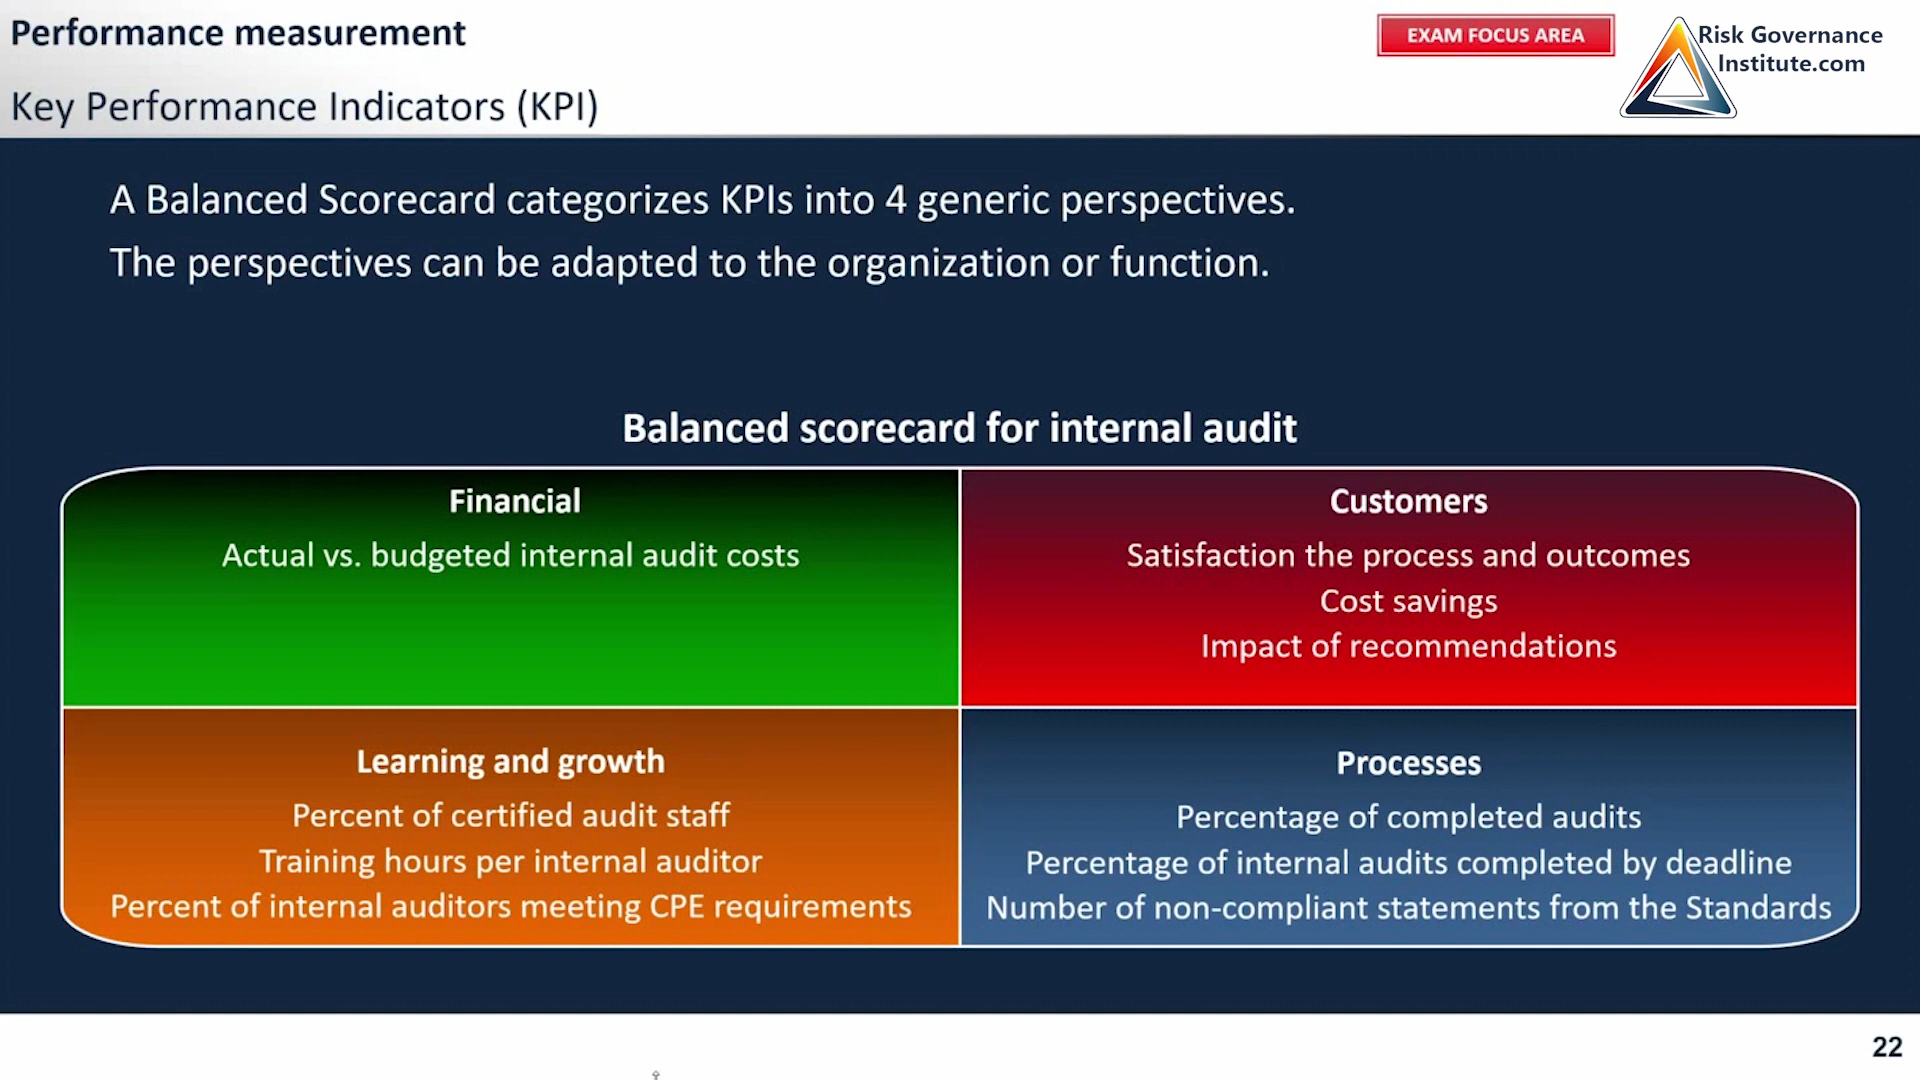 Performance measurement
EXAM FOCUS AREA
Risk Governance
Institute.com
Key Performance Indicators (KPI)
A Balanced Scorecard categorizes KPIs into 4 generic perspectives.
The perspectives can be adapted to the organization or function.
Balanced scorecard for internal audit
Financial
Actual vs. budgeted internal audit costs
Customers
Satisfaction the process and outcomes
Cost savings
Impact of recommendations
Learning and growth
Percent of certified audit staff
Training hours per internal auditor
Percent of internal auditors meeting CPE requirements
Processes
Percentage of completed audits
Percentage of internal audits completed by deadline
Number of non-compliant statements from the Standards
22